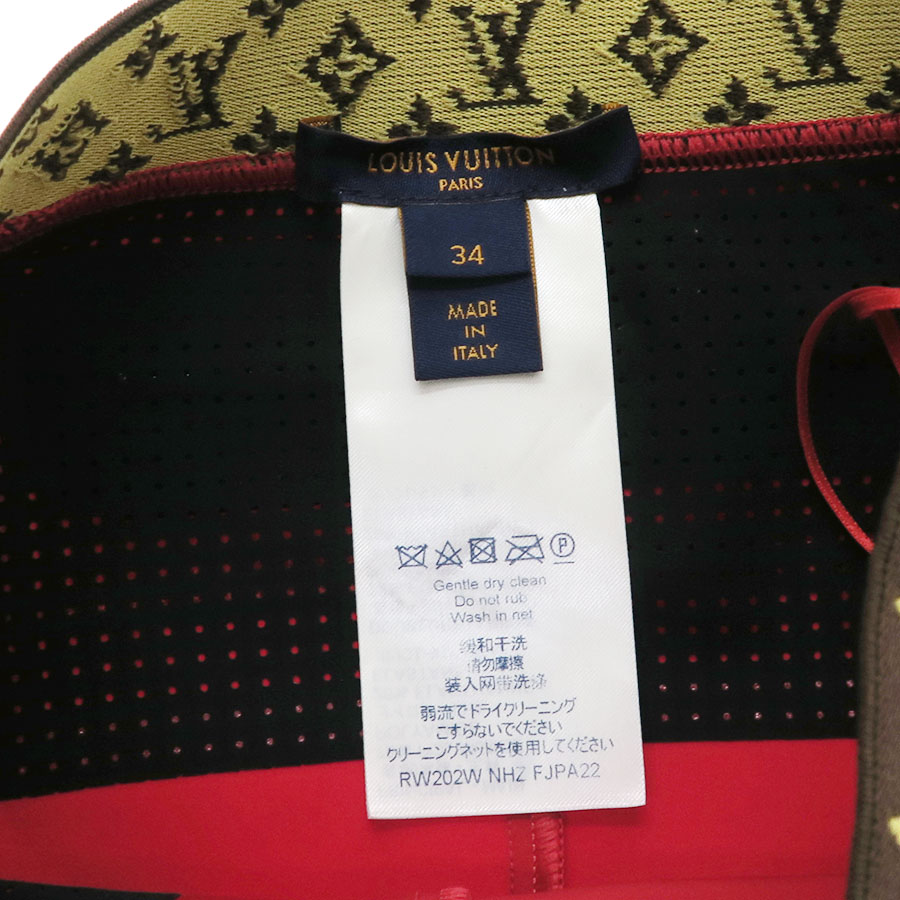 LOUIS VUITTON
PARIS
34
MADE
IN
ITALY
P
Gentle dry clean
Do not rub
Wash in net
缓和干洗
请勿摩擦
装入网带洗涤
弱流でドライクリーニング
こすらないでください
クリーニングネットを使用してください
RW202W NHZ FJPA22